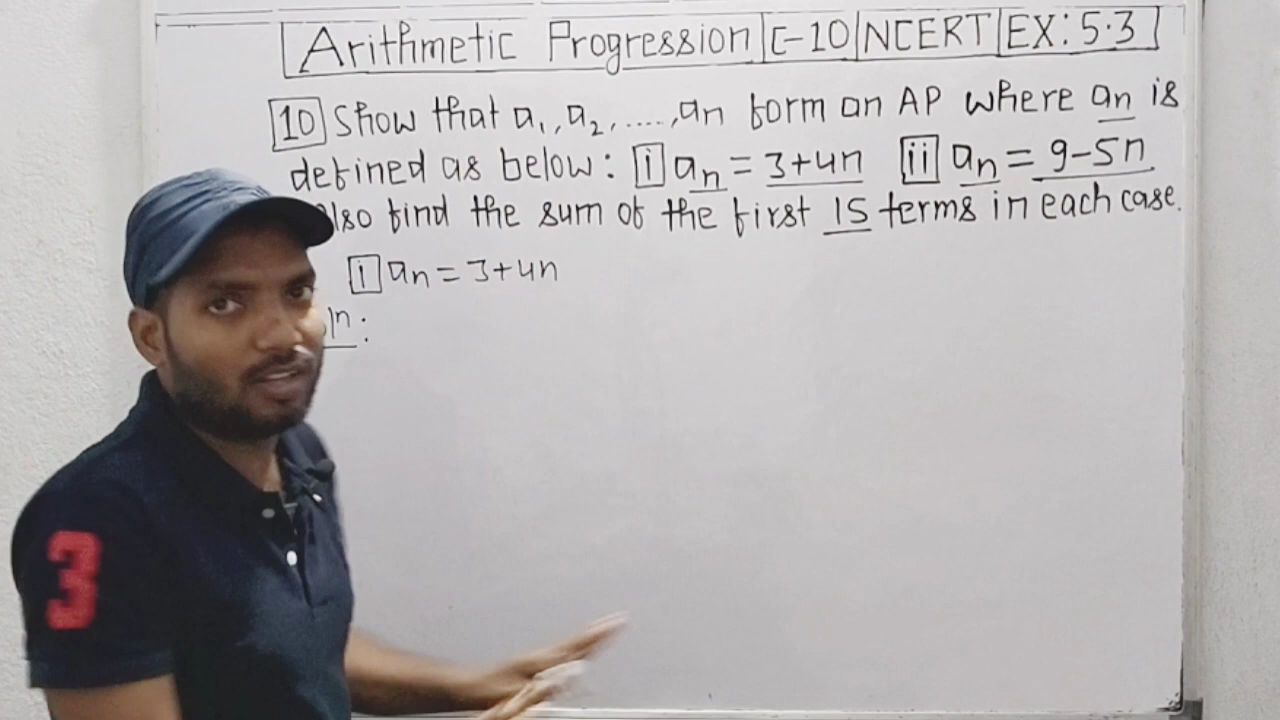 Arithmetic Progression C-10 NCERT EX: 5.3
10 Show that a₁, a₂, ....., an form an AP where an is
defined as below: i an = 3+4n ii an = 9-5n
lso find the sum of the first 15 terms in each case.
i an = 3+4n
ln:
3